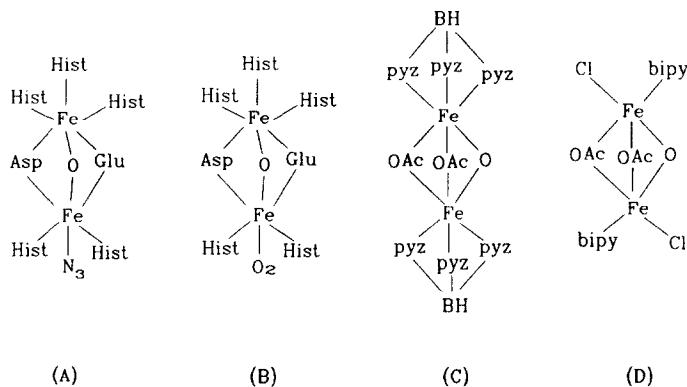 Hist
Hist Hist
Fe
Asp O Glu
Fe
Hist Hist
N3
(A)
Hist
Hist Hist
Fe
Asp O Glu
Fe
Hist Hist
O2
(B)
BH
pyz pyz pyz
Fe
OAc OAc O
Fe
pyz pyz pyz
BH
(C)
Cl bipy
Fe
OAc OAc O
Fe
bipy Cl
(D)